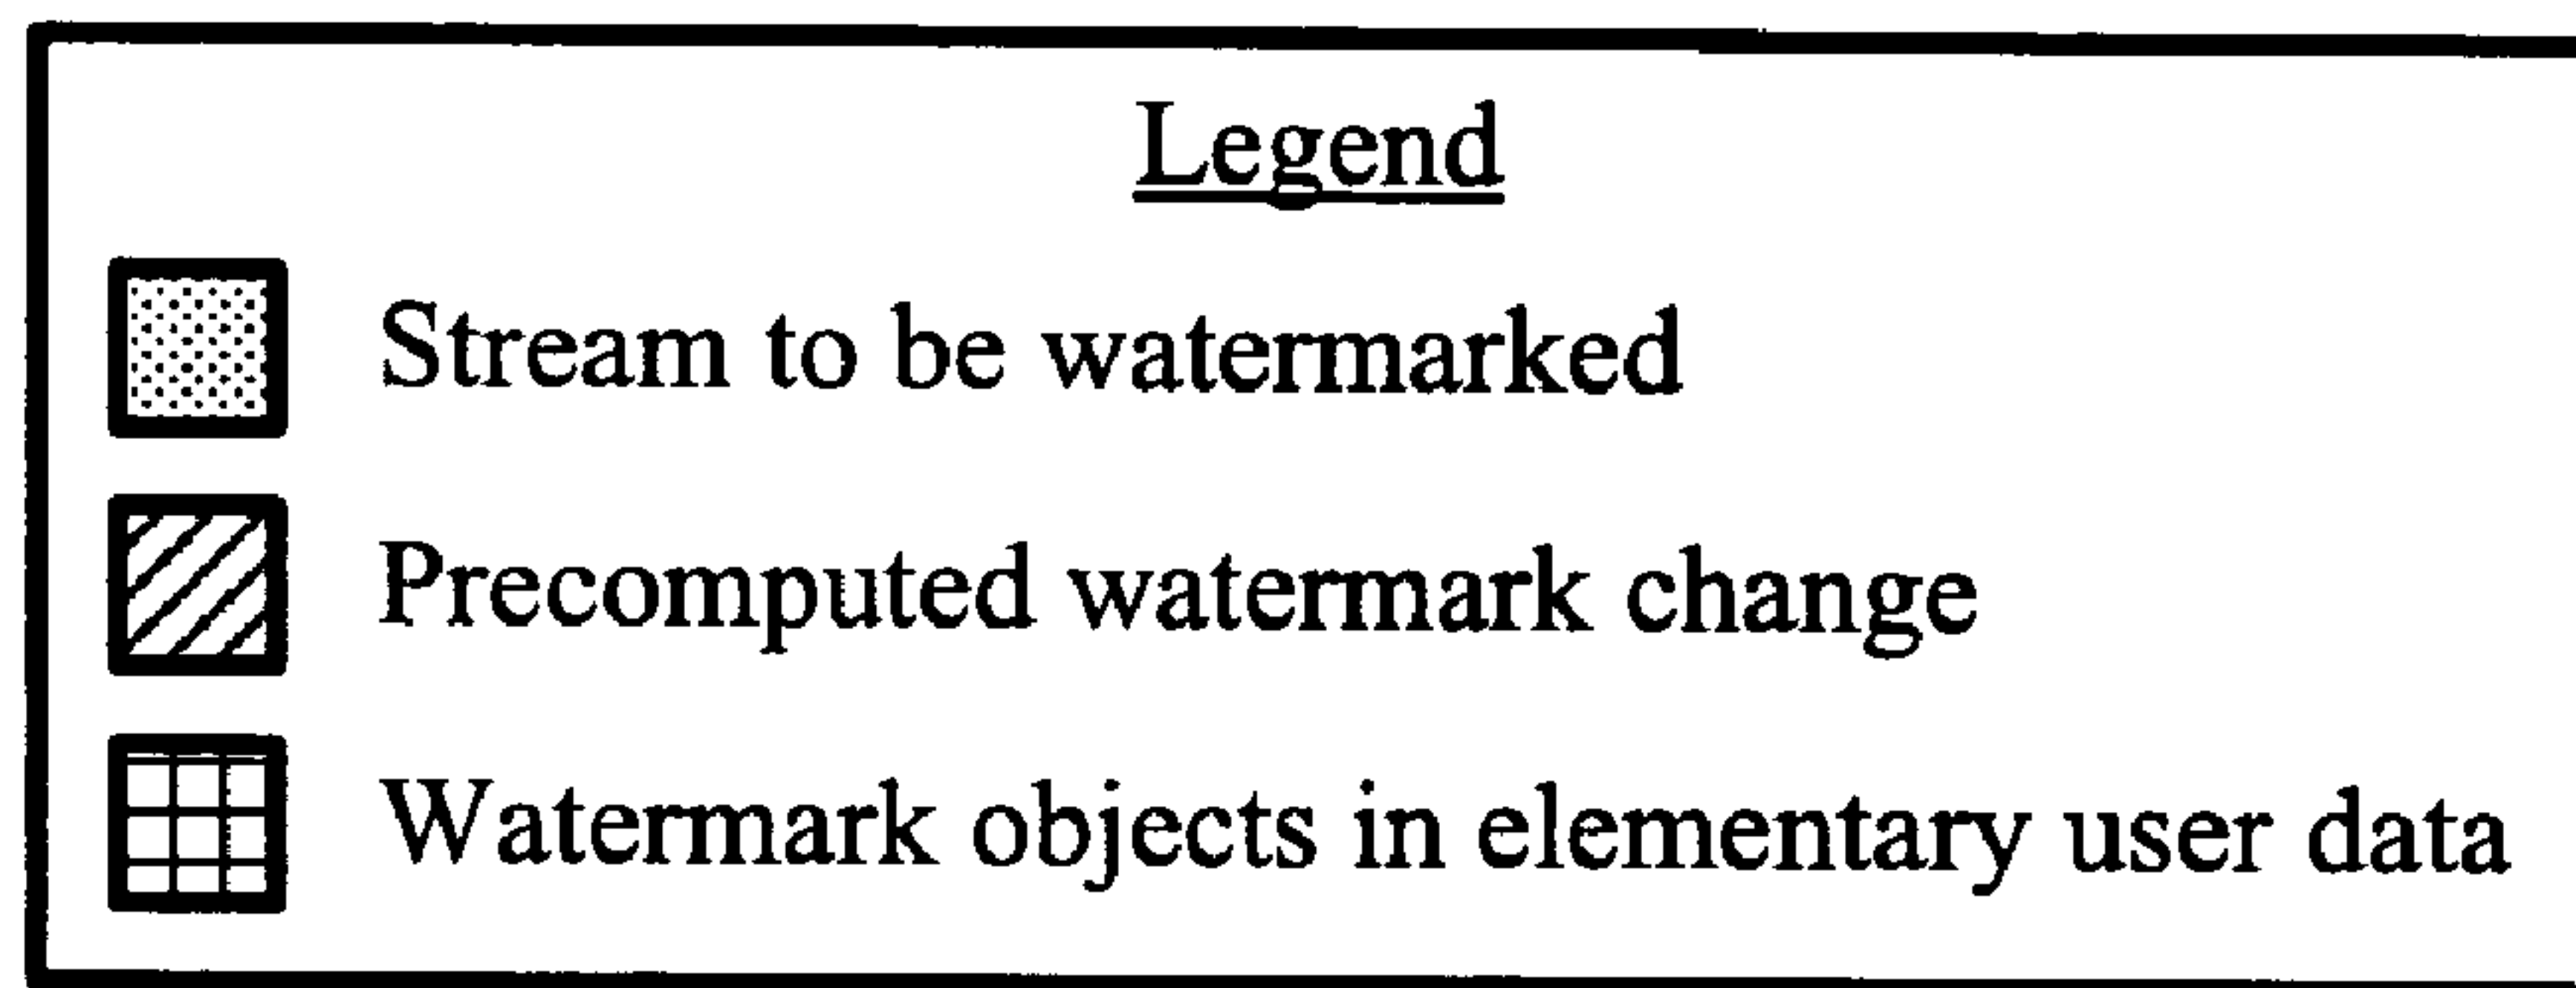 Legend
Stream to be watermarked
Precomputed watermark change
Watermark objects in elementary user data